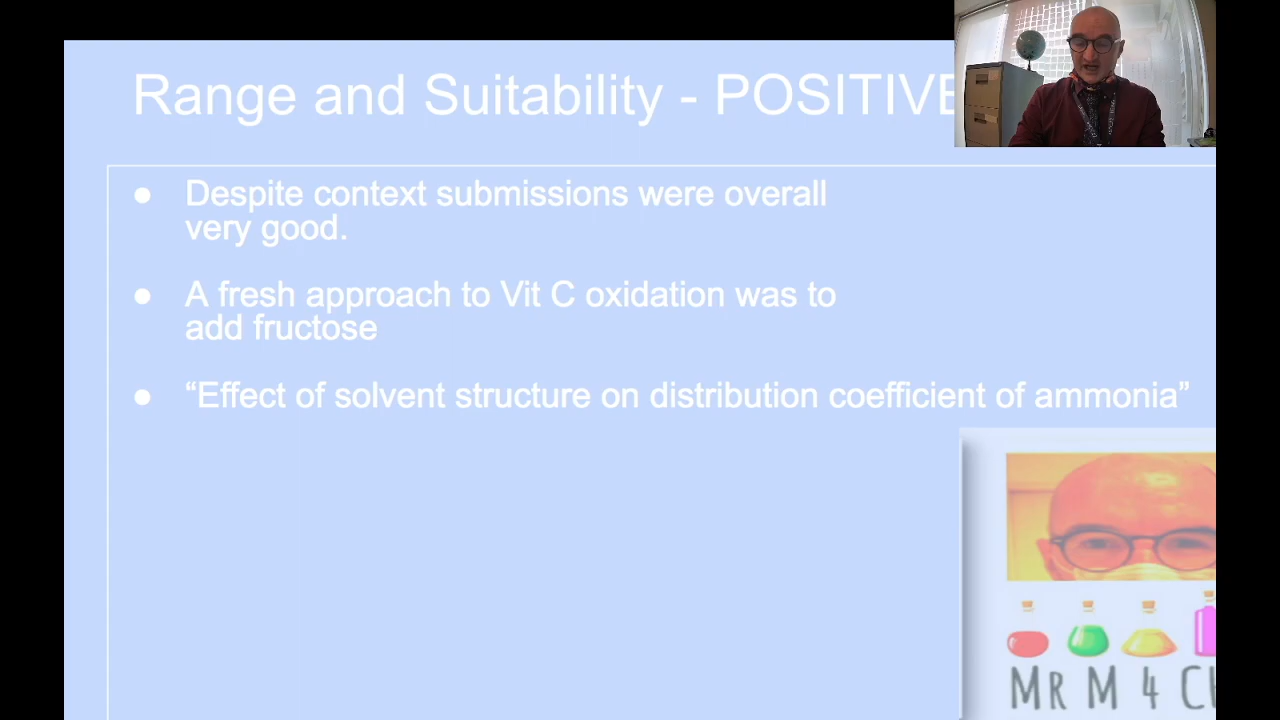 Range and Suitability - POSITIVE
Despite context submissions were overall
very good.
A fresh approach to Vit C oxidation was to
add fructose
“Effect of solvent structure on distribution coefficient of ammonia”
Mr M 4